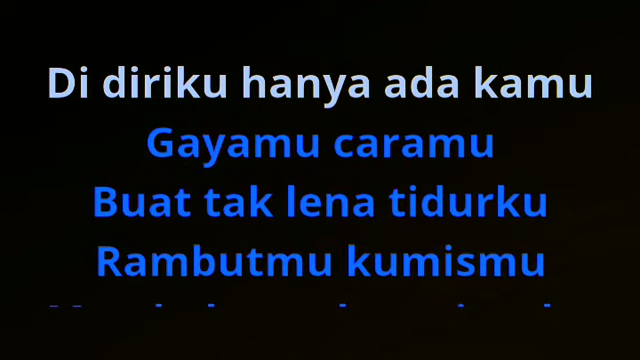 Di diriku hanya ada kamu
Gayamu caramu
Buat tak lena tidurku
Rambutmu kumismu